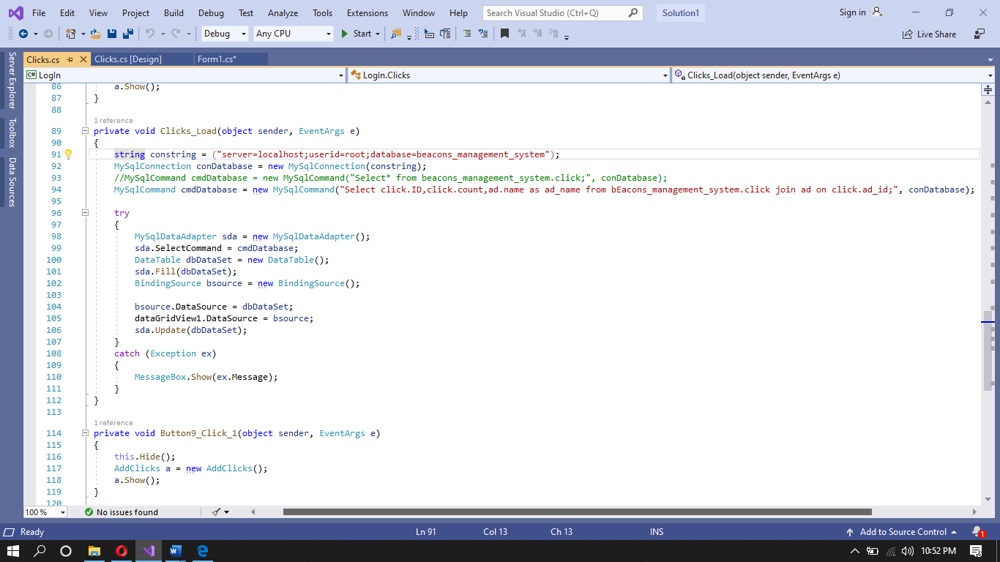 File Edit View Project Build Debug Test Analyze Tools Extensions Window Help Search Visual Studio (Ctrl+Q) Solution1 Sign in
Debug Any CPU Start Live Share
Clicks.cs Clicks.cs [Design] Form1.cs*
C# LogIn LogIn.Clicks Clicks_Load(object sender, EventArgs e)
Server Explorer
Toolbox
Data Sources
86 a.Show();
87 }
88
1 reference
89 private void Clicks_Load(object sender, EventArgs e)
90 {
91 string constring = ("server=localhost;userid=root;database=beacons_management_system");
92 MySqlConnection conDatabase = new MySqlConnection(constring);
93 //MySqlCommand cmdDatabase = new MySqlCommand("Select* from beacons_management_system.click;", conDatabase);
94 MySqlCommand cmdDatabase = new MySqlCommand("Select click.ID,click.count,ad.name as ad_name from bEacons_management_system.click join ad on click.ad_id;", conDatabase);
95
96 try
97 {
98 MySqlDataAdapter sda = new MySqlDataAdapter();
99 sda.SelectCommand = cmdDatabase;
100 DataTable dbDataSet = new DataTable();
101 sda.Fill(dbDataSet);
102 BindingSource bsource = new BindingSource();
103
104 bsource.DataSource = dbDataSet;
105 dataGridView1.DataSource = bsource;
106 sda.Update(dbDataSet);
107 }
108 catch (Exception ex)
109 {
110 MessageBox.Show(ex.Message);
111 }
112 }
113
1 reference
114 private void Button9_Click_1(object sender, EventArgs e)
115 {
116 this.Hide();
117 AddClicks a = new AddClicks();
118 a.Show();
119 }
120
100 % No issues found
Ready Ln 91 Col 13 Ch 13 INS Add to Source Control 1
10:52 PM